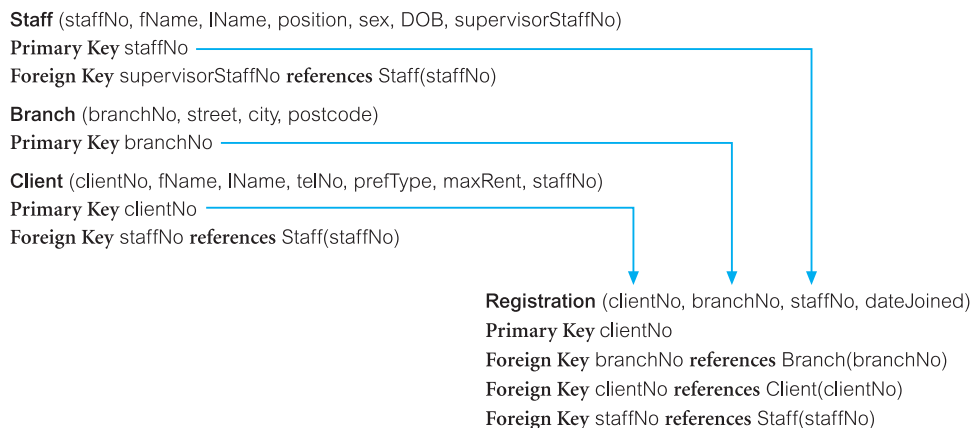 Staff (staffNo, fName, lName, position, sex, DOB, supervisorStaffNo)
Primary Key staffNo
Foreign Key supervisorStaffNo references Staff(staffNo)
Branch (branchNo, street, city, postcode)
Primary Key branchNo
Client (clientNo, fName, lName, telNo, prefType, maxRent, staffNo)
Primary Key clientNo
Foreign Key staffNo references Staff(staffNo)
Registration (clientNo, branchNo, staffNo, dateJoined)
Primary Key clientNo
Foreign Key branchNo references Branch(branchNo)
Foreign Key clientNo references Client(clientNo)
Foreign Key staffNo references Staff(staffNo)